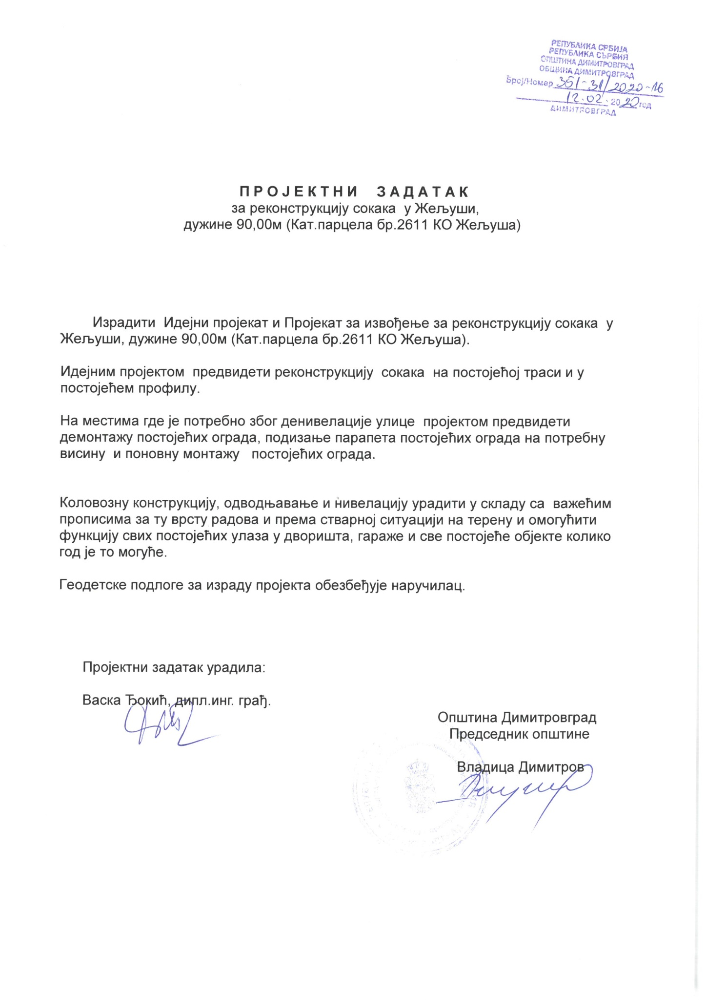 РЕПУБЛИКА СРБИЈА
РЕПУБЛИКА СЪРБИЯ
ОПШТИНА ДИМИТРОВГРАД
ОБЩИНА ДИМИТРОВГРАД
Број/Номер 351-31/2020-16
12.02. 2020 год
ДИМИТРОВГРАД
ПРОЈЕКТНИ ЗАДАТАК
за реконструкцију сокака у Жељуши,
дужине 90,00м (Кат.парцела бр.2611 КО Жељуша)
Израдити Идејни пројекат и Пројекат за извођење за реконструкцију сокака у
Жељуши, дужине 90,00м (Кат.парцела бр.2611 КО Жељуша).
Идејним пројектом предвидети реконструкцију сокака на постојећој траси и у
постојећем профилу.
На местима где је потребно због денивелације улице пројектом предвидети
демонтажу постојећих ограда, подизање парапета постојећих ограда на потребну
висину и поновну монтажу постојећих ограда.
Коловозну конструкцију, одводњавање и нивелацију урадити у складу са важећим
прописима за ту врсту радова и према стварној ситуацији на терену и омогућити
функцију свих постојећих улаза у дворишта, гараже и све постојеће објекте колико
год је то могуће.
Геодетске подлоге за израду пројекта обезбеђује наручилац.
Пројектни задатак урадила:
Васка Ђокић, дипл.инг. грађ.
Општина Димитровград
Председник општине
Владица Димитров